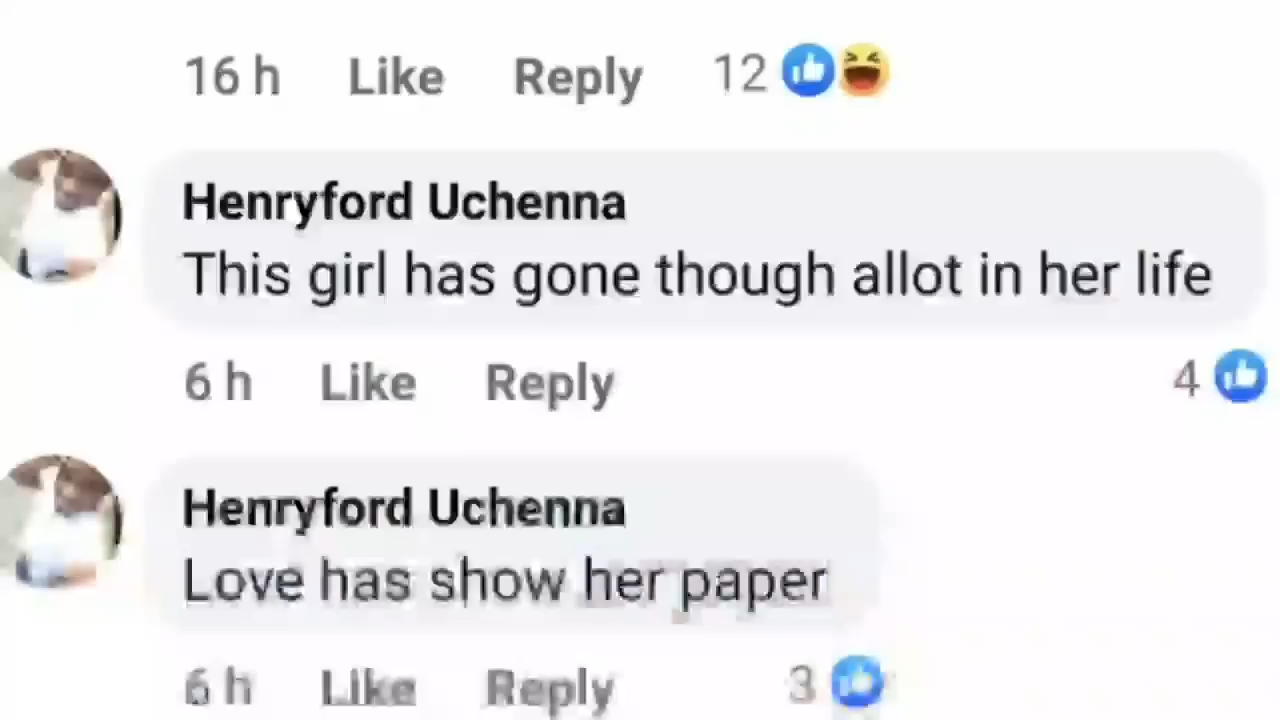 16 h Like Reply 12
Henryford Uchenna
This girl has gone though allot in her life
6 h Like Reply 4
Henryford Uchenna
Love has show her paper
6 h Like Reply 3